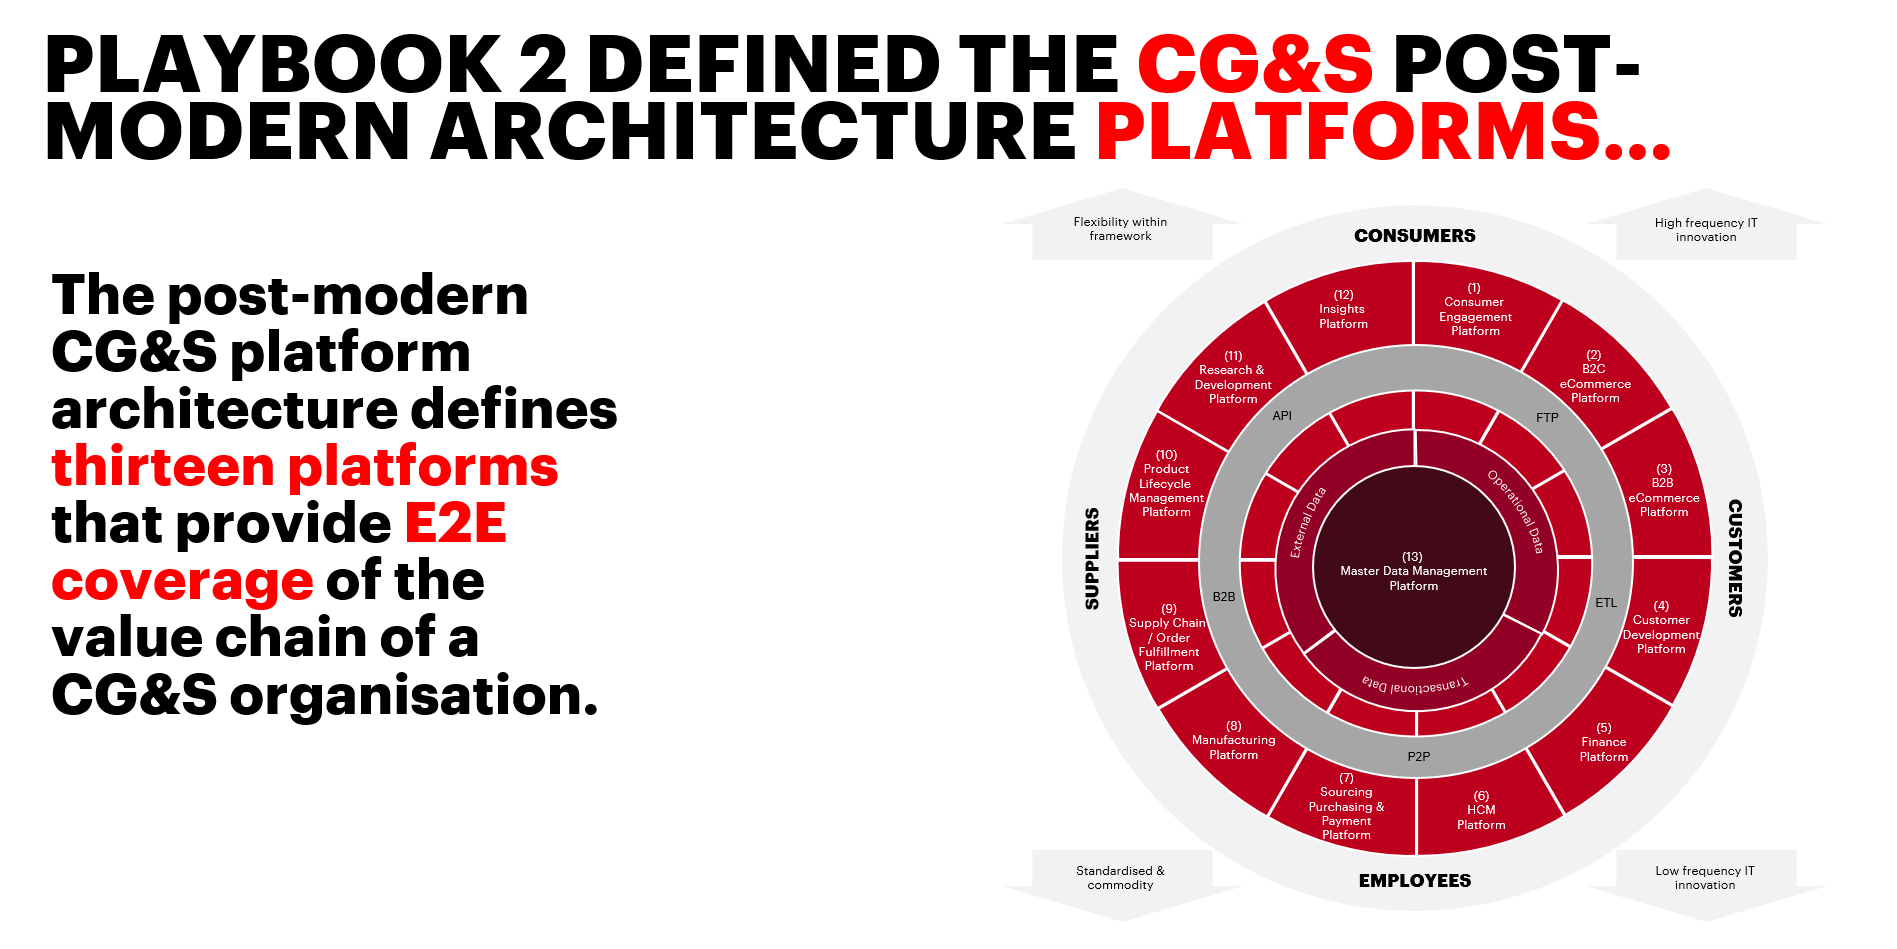 PLAYBOOK 2 DEFINED THE CG&S POST-
MODERN ARCHITECTURE PLATFORMS...
The post-modern
CG&S platform
architecture defines
thirteen platforms
that provide E2E
coverage of the
value chain of a
CG&S organisation.
Flexibility within
framework
High frequency IT
innovation
CONSUMERS
(1)
Consumer
Engagement
Platform
(2)
B2C
eCommerce
Platform
(3)
B2B
eCommerce
Platform
CUSTOMERS
(4)
Customer
Development
Platform
(5)
Finance
Platform
(6)
HCM
Platform
(7)
Sourcing
Purchasing &
Payment
Platform
(8)
Manufacturing
Platform
(9)
Supply Chain
/ Order
Fulfillment
Platform
SUPPLIERS
(10)
Product
Lifecycle
Management
Platform
(11)
Research &
Development
Platform
(12)
Insights
Platform
API
FTP
ETL
P2P
B2B
External Data
Operational Data
Transactional Data
(13)
Master Data Management
Platform
EMPLOYEES
Standardised &
commodity
Low frequency IT
innovation